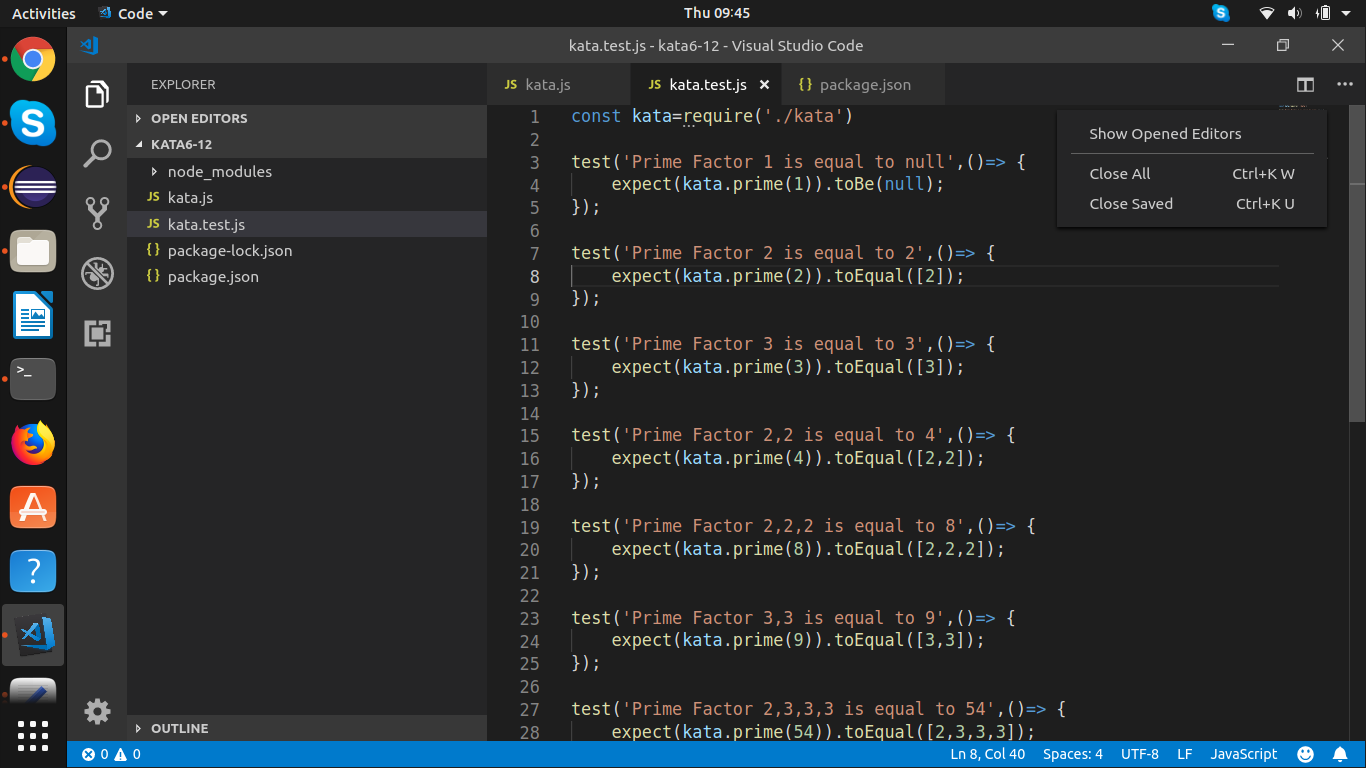 Activities Code Thu 09:45
kata.test.js - kata6-12 - Visual Studio Code
EXPLORER
OPEN EDITORS
KATA6-12
node_modules
JS kata.js
JS kata.test.js
{} package-lock.json
{} package.json
OUTLINE
JS kata.js JS kata.test.js {} package.json
1 const kata=require('./kata')
2
3 test('Prime Factor 1 is equal to null',()=> {
4     expect(kata.prime(1)).toBe(null);
5 });
6
7 test('Prime Factor 2 is equal to 2',()=> {
8     expect(kata.prime(2)).toEqual([2]);
9 });
10
11 test('Prime Factor 3 is equal to 3',()=> {
12     expect(kata.prime(3)).toEqual([3]);
13 });
14
15 test('Prime Factor 2,2 is equal to 4',()=> {
16     expect(kata.prime(4)).toEqual([2,2]);
17 });
18
19 test('Prime Factor 2,2,2 is equal to 8',()=> {
20     expect(kata.prime(8)).toEqual([2,2,2]);
21 });
22
23 test('Prime Factor 3,3 is equal to 9',()=> {
24     expect(kata.prime(9)).toEqual([3,3]);
25 });
26
27 test('Prime Factor 2,3,3,3 is equal to 54',()=> {
28     expect(kata.prime(54)).toEqual([2,3,3,3]);
Show Opened Editors
Close All Ctrl+K W
Close Saved Ctrl+K U
0 0 Ln 8, Col 40 Spaces: 4 UTF-8 LF JavaScript